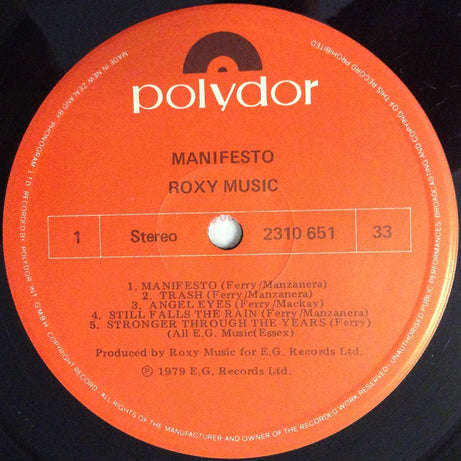 polydor
MANIFESTO
ROXY MUSIC
1 Stereo 2310 651 33
1. MANIFESTO (Ferry/Manzanera)
2. TRASH (Ferry/Manzanera)
3. ANGEL EYES (Ferry/Mackay)
4. STILL FALLS THE RAIN (Ferry/Manzanera)
5. STRONGER THROUGH THE YEARS (Ferry)
(All E.G. Music(Essex)
Produced by Roxy Music for E.G. Records Ltd.
℗ 1979 E.G. Records Ltd.
MADE IN NEW ZEALAND BY PHONOGRAM LTD REMARKED BY POLYDOR INT. GMBH. COPYRIGHT RECORD - ALL RIGHTS OF THE MANUFACTURER AND OWNER OF THE RECORDED WORK RESERVED - UNAUTHORISED PUBLIC PERFORMANCES, BROADCASTING AND COPYING OF THIS RECORD PROHIBITED